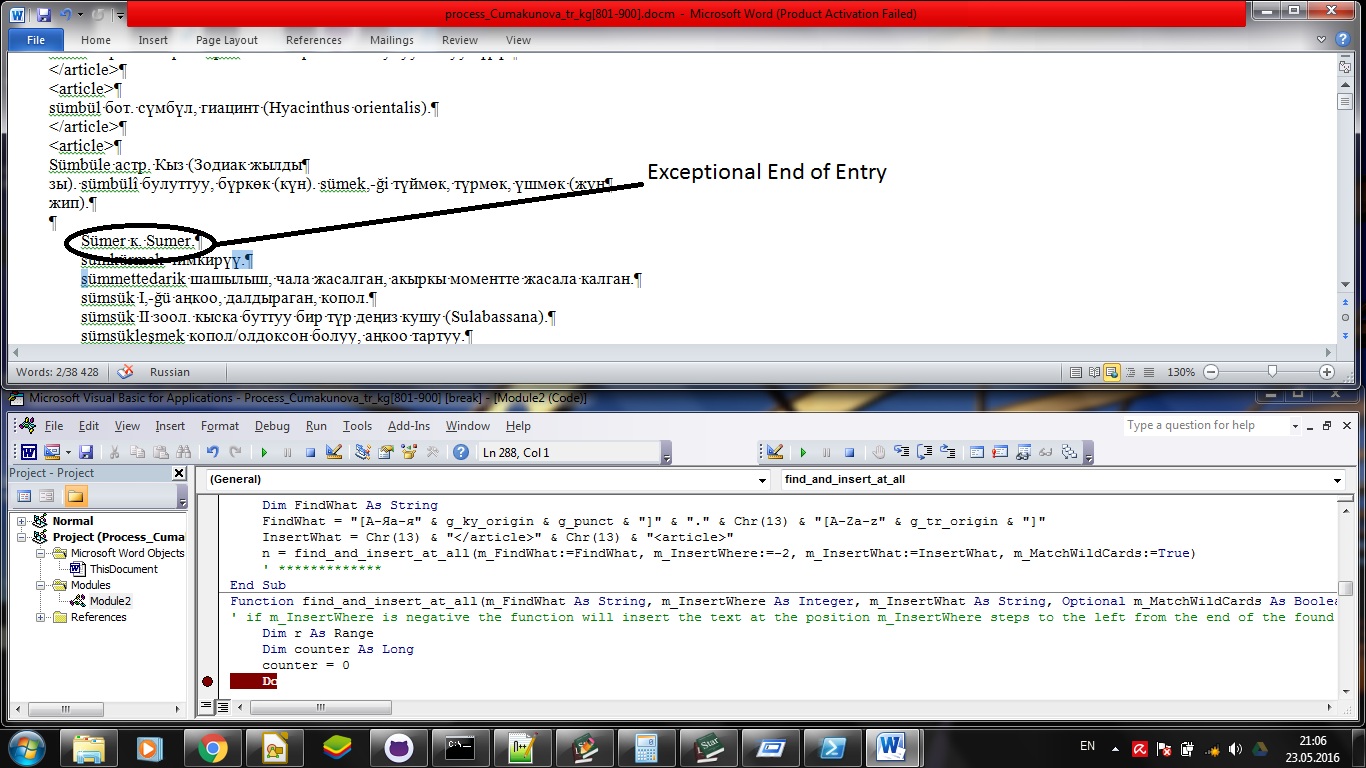 process_Cumakunova_tr_kg[801-900].docm - Microsoft Word (Product Activation Failed)
File Home Insert Page Layout References Mailings Review View
</article>¶
<article>¶
sümbül·бот.·сүмбүл,·гиацинт·(Hyacinthus·orientalis).¶
</article>¶
<article>¶
Sümbüle·астр.·Кыз·(Зодиак·жылды¶
зы).·sümbülî·булуттуу,·бүркөк·(күн).·sümek,-ği·түймөк,·түрмөк,·үшмөк·(жүн¶
жип).¶
¶
Exceptional End of Entry
Sümer·к.·Sumer.¶
sümkürmek·чимкирүү.¶
sümmettedarik·шашылыш,·чала·жасалган,·акыркы·моментте·жасала·калган.¶
sümsük·I,-ğü·аңкоо,·далдыраган,·копол.¶
sümsük·II·зоол.·кыска·буттуу·бир·түр·деңиз·кушу·(Sulabassana).¶
sümsükleşmek·копол/олдоксон·болуу,·аңкоо·тартуу.¶
Words: 2/38 428 Russian 130%
Microsoft Visual Basic for Applications - Process_Cumakunova_tr_kg[801-900] [break] - [Module2 (Code)]
File Edit View Insert Format Debug Run Tools Add-Ins Window Help Type a question for help
Ln 288, Col 1
Project - Project
(General) find_and_insert_at_all
Normal
Project (Process_Cuma
Microsoft Word Objects
ThisDocument
Modules
Module2
References
Dim FindWhat As String
FindWhat = "[А-Яа-я" & g_ky_origin & g_punct & "]" & "." & Chr(13) & "[A-Za-z" & g_tr_origin & "]"
InsertWhat = Chr(13) & "</article>" & Chr(13) & "<article>"
n = find_and_insert_at_all(m_FindWhat:=FindWhat, m_InsertWhere:=-2, m_InsertWhat:=InsertWhat, m_MatchWildCards:=True)
' *************
End Sub
Function find_and_insert_at_all(m_FindWhat As String, m_InsertWhere As Integer, m_InsertWhat As String, Optional m_MatchWildCards As Boolea
' if m_InsertWhere is negative the function will insert the text at the position m_InsertWhere steps to the left from the end of the found
Dim r As Range
Dim counter As Long
counter = 0
Do
EN 21:06
23.05.2016